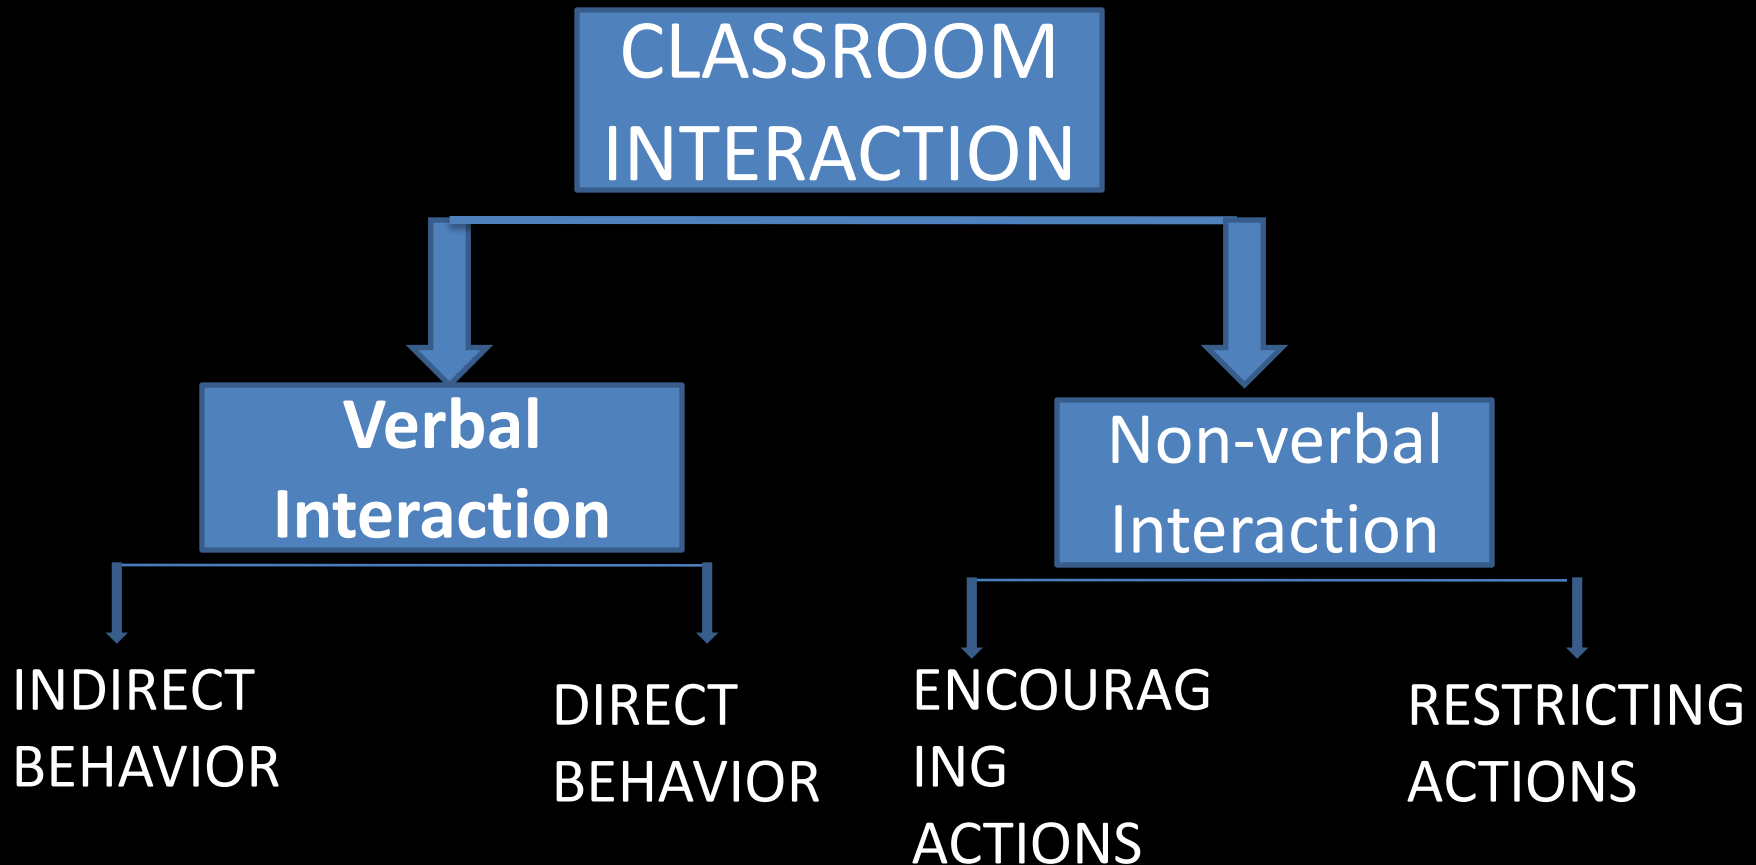 CLASSROOM
INTERACTION
Verbal
Interaction
Non-verbal
Interaction
INDIRECT
BEHAVIOR
DIRECT
BEHAVIOR
ENCOURAG
ING
ACTIONS
RESTRICTING
ACTIONS